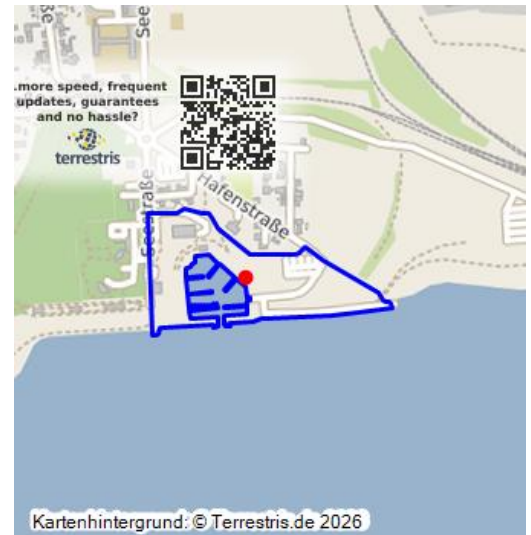 See
.more speed, frequent
updates, guarantees
and no hassle?
terrestris
Seestraße
Hafenstraße
Kartenhintergrund: © Terrestris.de 2026